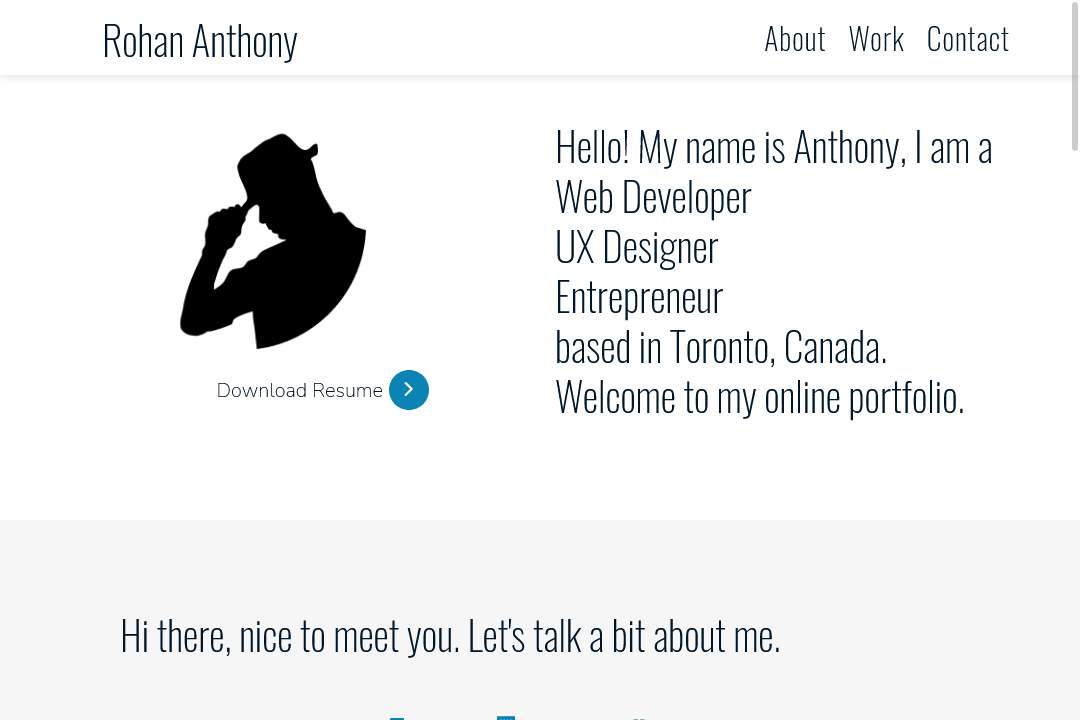 Rohan Anthony
About Work Contact
Hello! My name is Anthony, I am a
Web Developer
UX Designer
Entrepreneur
based in Toronto, Canada.
Welcome to my online portfolio.
Download Resume
Hi there, nice to meet you. Let's talk a bit about me.